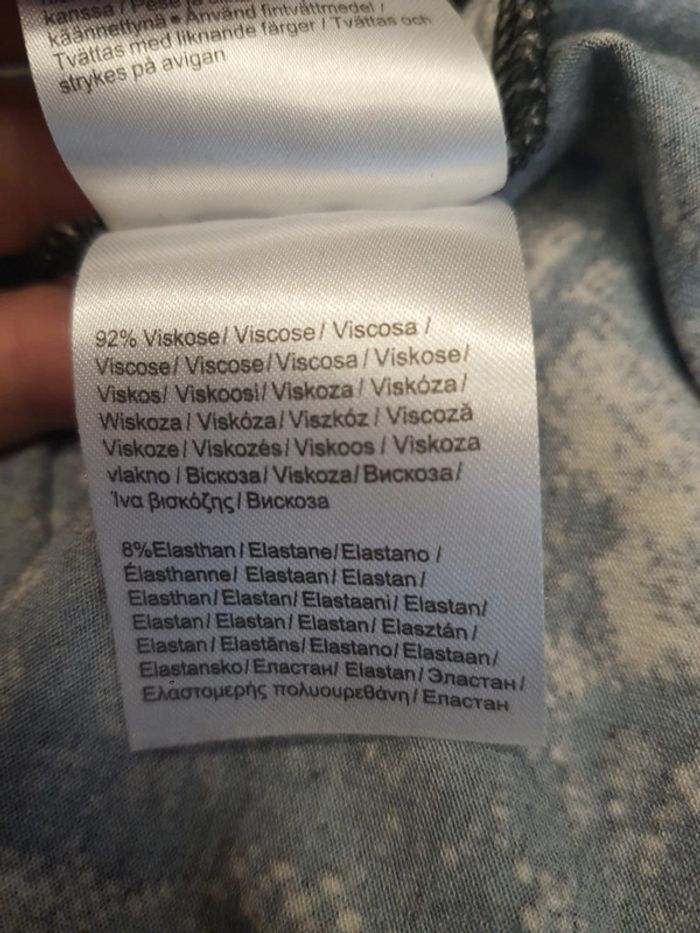 kanssa / Pese
käännettynä • Använd fintvättmedel /
Tvättas med liknande färger / Tvättas och
strykes på avigan
92% Viskose/ Viscose/ Viscosa /
Viscose/ Viscose/ Viscosa / Viskose/
Viskos/ Viskoosi/ Viskoza / Viskóza/
Wiskoza / Viskóza/ Viszkóz / Viscoză
Viskoze / Viskozės/ Viskoos / Viskoza
vlakno / Віскоза/ Viskoza/ Вискоза/
Ίνα βισκόζης/ Вискоза
8%Elasthan / Elastane/ Elastano /
Élasthanne/ Elastaan/ Elastan /
Elasthan/ Elastan/ Elastaani/ Elastan/
Elastan/ Elastan/ Elastan/ Elasztán /
Elastan / Elastāns/ Elastano/ Elastaan/
Elastansko/ Еластан/ Elastan / Эластан/
Ελαστομερής πολυουρεθάνη / Еластан